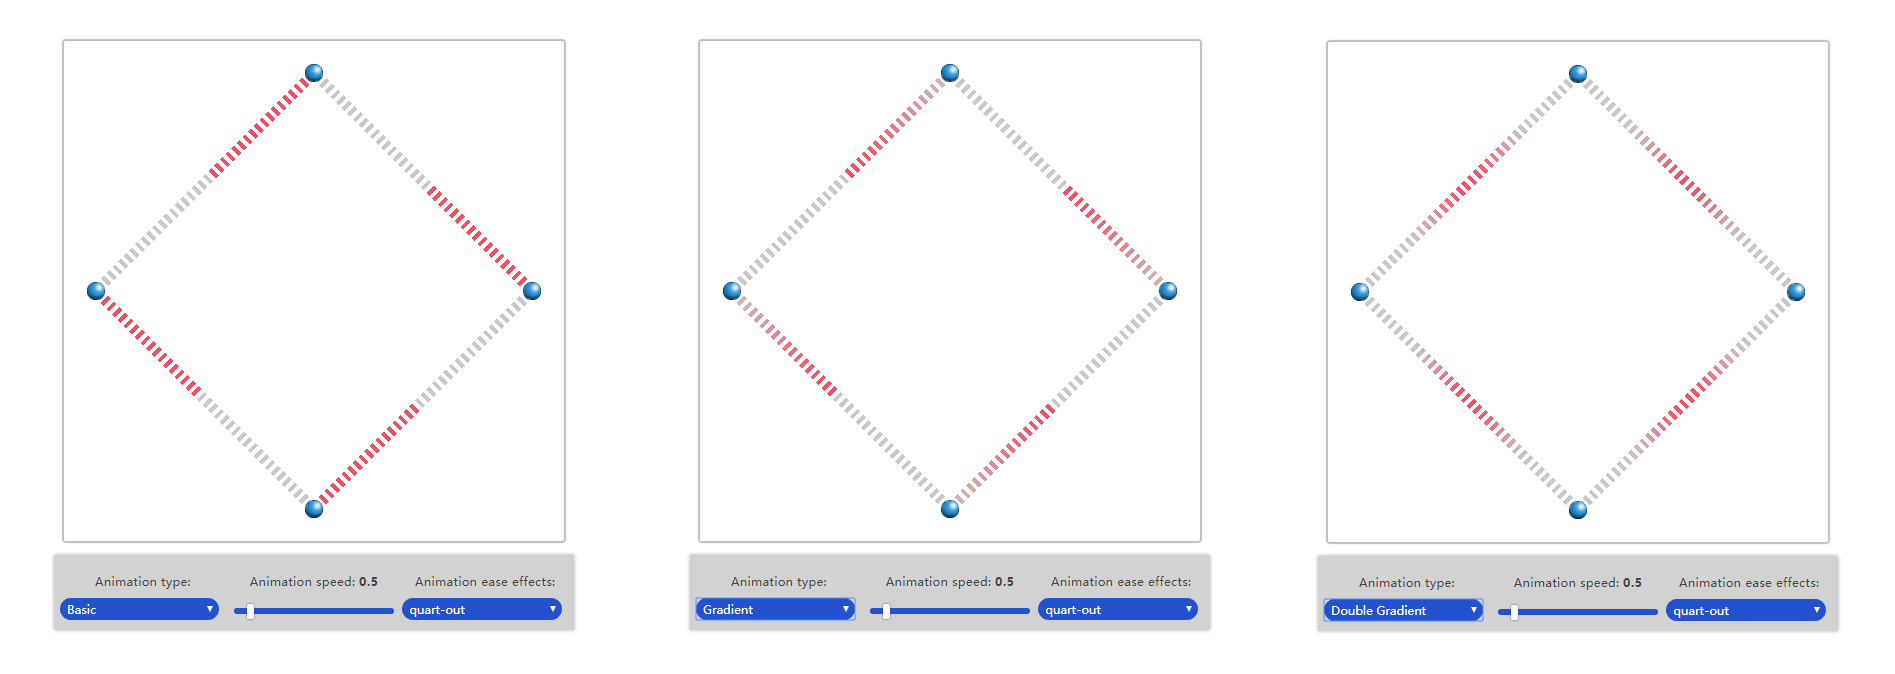 Animation type: Animation speed: 0.5 Animation ease effects:
Basic quart-out
Animation type: Animation speed: 0.5 Animation ease effects:
Gradient quart-out
Animation type: Animation speed: 0.5 Animation ease effects:
Double Gradient quart-out